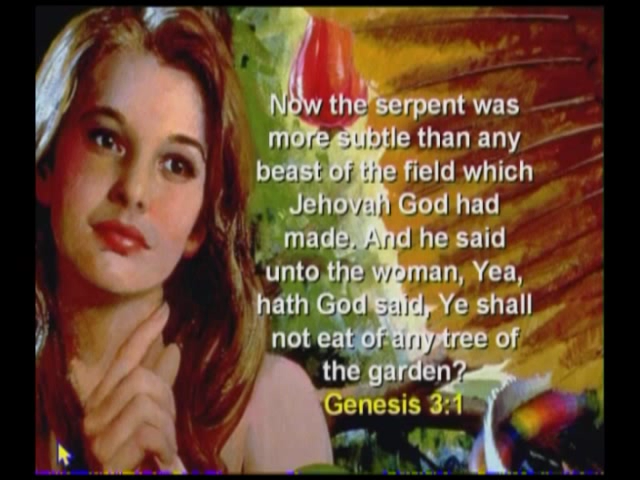 Now the serpent was
more subtle than any
beast of the field which
Jehovah God had
made. And he said
unto the woman, Yea,
hath God said, Ye shall
not eat of any tree of
the garden?
Genesis 3:1